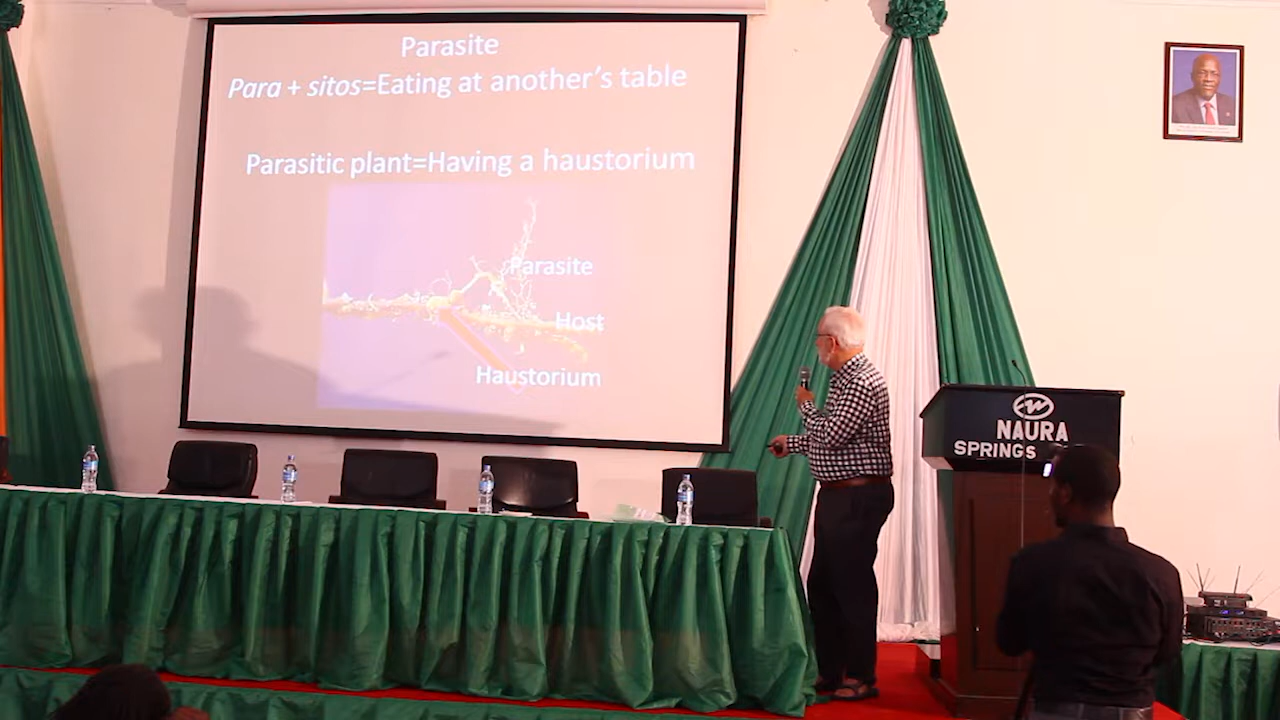 Parasite
Para + sitos=Eating at another's table
Parasitic plant=Having a haustorium
Parasite
Host
Haustorium
NAURA
SPRINGS